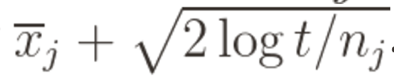 x̅_j + √(2 log t/n_j).